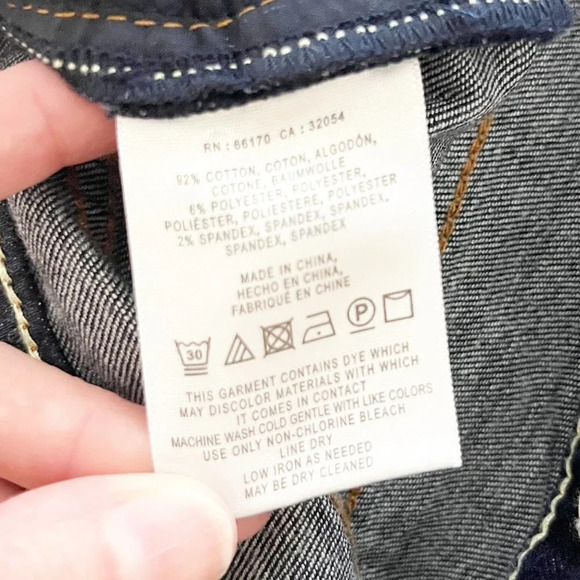 RN : 66170 CA : 32054
92% COTTON, COTON, ALGODÓN,
COTONE, BAUMWOLLE
6% POLYESTER, POLYESTER,
POLIÉSTER, POLIESTERE, POLYESTER
2% SPANDEX, SPANDEX, SPANDEX,
SPANDEX, SPANDEX
MADE IN CHINA,
HECHO EN CHINA,
FABRIQUÉ EN CHINE
30 P
THIS GARMENT CONTAINS DYE WHICH
MAY DISCOLOR MATERIALS WITH WHICH
IT COMES IN CONTACT
MACHINE WASH COLD GENTLE WITH LIKE COLORS
USE ONLY NON-CHLORINE BLEACH
LINE DRY
LOW IRON AS NEEDED
MAY BE DRY CLEANED